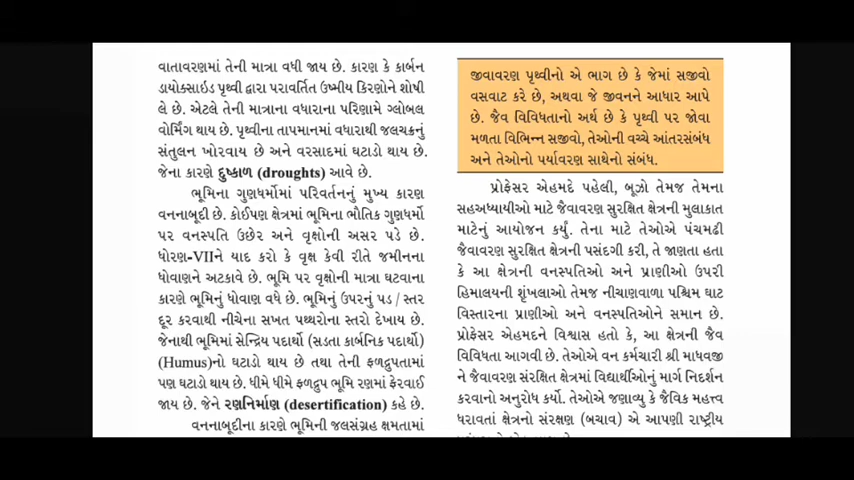 વાતાવરણમાં તેની માત્રા વધી જાય છે. કારણ કે કાર્બન
ડાયોક્સાઇડ પૃથ્વી દ્વારા પરાવર્તિત ઉષ્મીય કિરણોને શોષી
લે છે. એટલે તેની માત્રાના વધારાના પરિણામે ગ્લોબલ
વોર્મિંગ થાય છે. પૃથ્વીના તાપમાનમાં વધારાથી જલચક્રનું
સંતુલન ખોરવાય છે અને વરસાદમાં ઘટાડો થાય છે.
જેના કારણે દુષ્કાળ (droughts) આવે છે.
ભૂમિના ગુણધર્મોમાં પરિવર્તનનું મુખ્ય કારણ
વનનાબૂદી છે. કોઈપણ ક્ષેત્રમાં ભૂમિના ભૌતિક ગુણધર્મો
પર વનસ્પતિ ઉછેર અને વૃક્ષોની અસર પડે છે.
ધોરણ-VIIને યાદ કરો કે વૃક્ષ કેવી રીતે જમીનના
ધોવાણને અટકાવે છે. ભૂમિ પર વૃક્ષોની માત્રા ઘટવાના
કારણે ભૂમિનું ધોવાણ વધે છે. ભૂમિનું ઉપરનું પડ / સ્તર
દૂર કરવાથી નીચેના સખત પથ્થરોના સ્તરો દેખાય છે.
જેનાથી ભૂમિમાં સેન્દ્રિય પદાર્થો (સડતા કાર્બનિક પદાર્થો)
(Humus)નો ઘટાડો થાય છે તથા તેની ફળદ્રુપતામાં
પણ ઘટાડો થાય છે. ધીમે ધીમે ફળદ્રુપ ભૂમિ રણમાં ફેરવાઈ
જાય છે. જેને રણનિર્માણ (desertification) કહે છે.
વનનાબૂદીના કારણે ભૂમિની જલસંગ્રહ ક્ષમતામાં
જીવાવરણ પૃથ્વીનો એ ભાગ છે કે જેમાં સજીવો
વસવાટ કરે છે, અથવા જે જીવનને આધાર આપે
છે. જૈવ વિવિધતાનો અર્થ છે કે પૃથ્વી પર જોવા
મળતા વિભિન્ન સજીવો, તેઓની વચ્ચે આંતરસંબંધ
અને તેઓનો પર્યાવરણ સાથેનો સંબંધ.
પ્રોફેસર એહમદે પહેલી, બૂઝો તેમજ તેમના
સહઅધ્યાયીઓ માટે જૈવાવરણ સુરક્ષિત ક્ષેત્રની મુલાકાત
માટેનું આયોજન કર્યું. તેના માટે તેઓએ પંચમઢી
જૈવાવરણ સુરક્ષિત ક્ષેત્રની પસંદગી કરી, તે જાણતા હતા
કે આ ક્ષેત્રની વનસ્પતિઓ અને પ્રાણીઓ ઉપરી
હિમાલયની શૃંખલાઓ તેમજ નીચાણવાળા પશ્ચિમ ઘાટ
વિસ્તારના પ્રાણીઓ અને વનસ્પતિઓને સમાન છે.
પ્રોફેસર એહમદને વિશ્વાસ હતો કે, આ ક્ષેત્રની જૈવ
વિવિધતા આગવી છે. તેઓએ વન કર્મચારી શ્રી માધવજી
ને જૈવાવરણ સંરક્ષિત ક્ષેત્રમાં વિદ્યાર્થીઓનું માર્ગ નિદર્શન
કરવાનો અનુરોધ કર્યો. તેઓએ જણાવ્યુ કે જૈવિક મહત્ત્વ
ધરાવતાં ક્ષેત્રનો સંરક્ષણ (બચાવ) એ આપણી રાષ્ટ્રીય